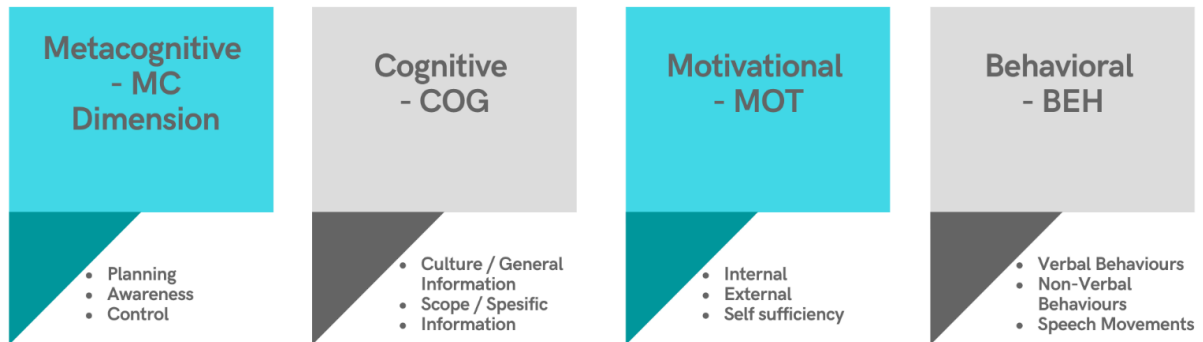 Metacognitive
- MC
Dimension
Cognitive
- COG
Motivational
- MOT
Behavioral
- BEH
• Planning
• Awareness
• Control
• Culture / General
Information
• Scope / Spesific
• Information
• Internal
• External
• Self sufficiency
• Verbal Behaviours
• Non-Verbal
Behaviours
• Speech Movements